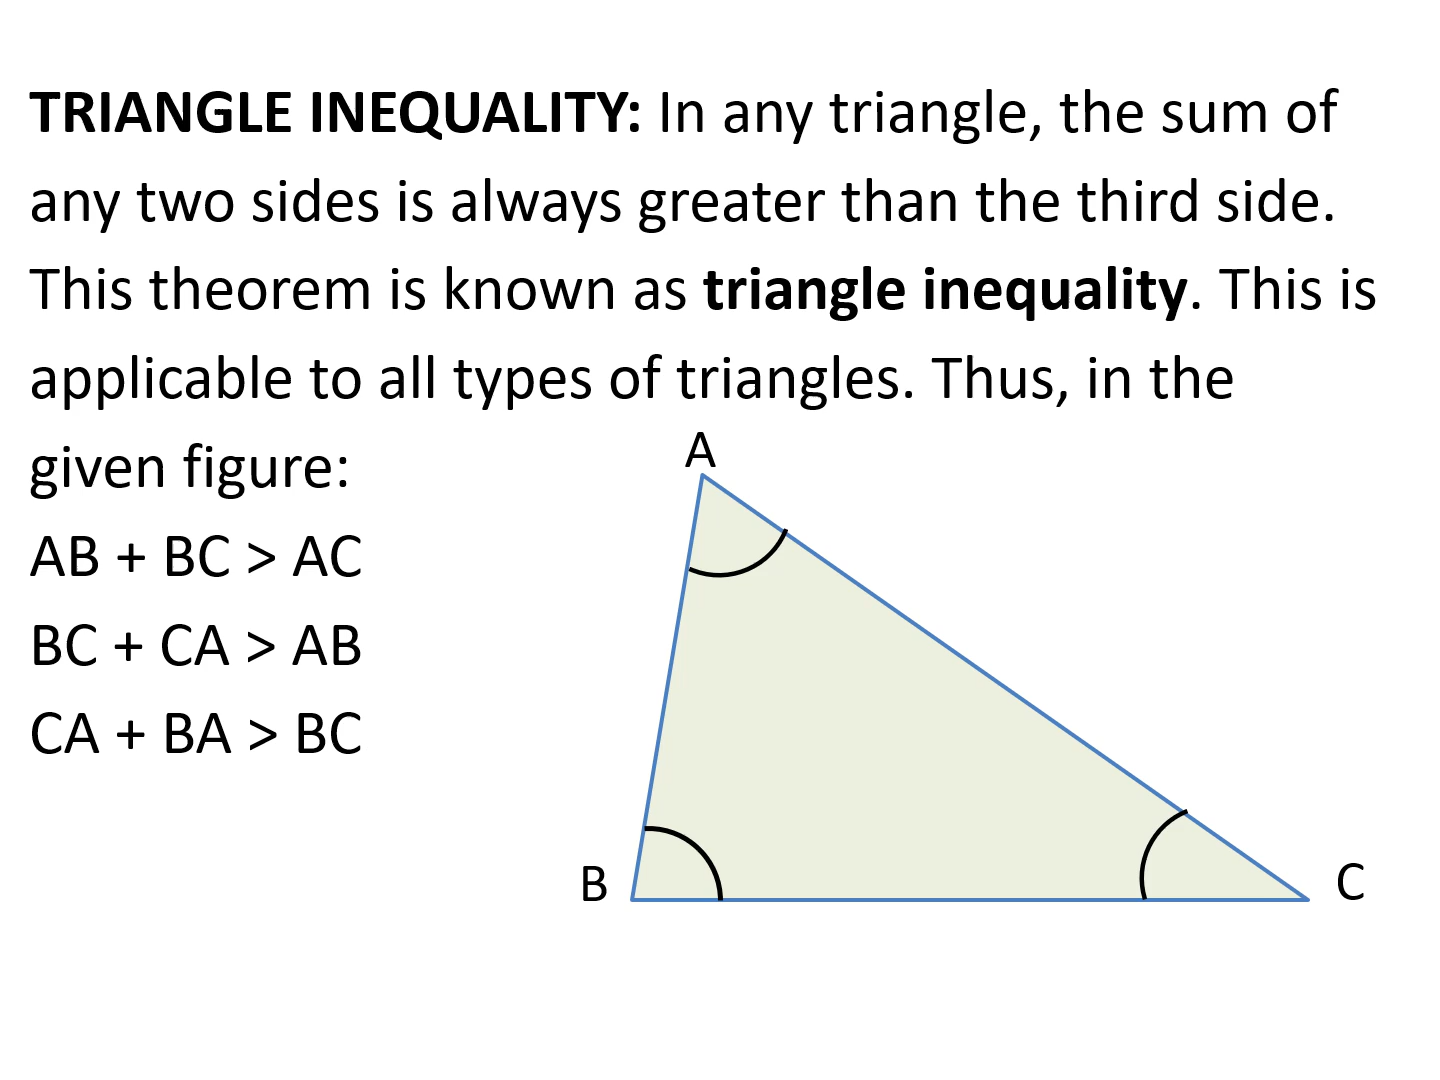 TRIANGLE INEQUALITY: In any triangle, the sum of
any two sides is always greater than the third side.
This theorem is known as triangle inequality. This is
applicable to all types of triangles. Thus, in the
given figure:
A
AB + BC > AC
BC + CA > AB
CA + BA > BC
B
C